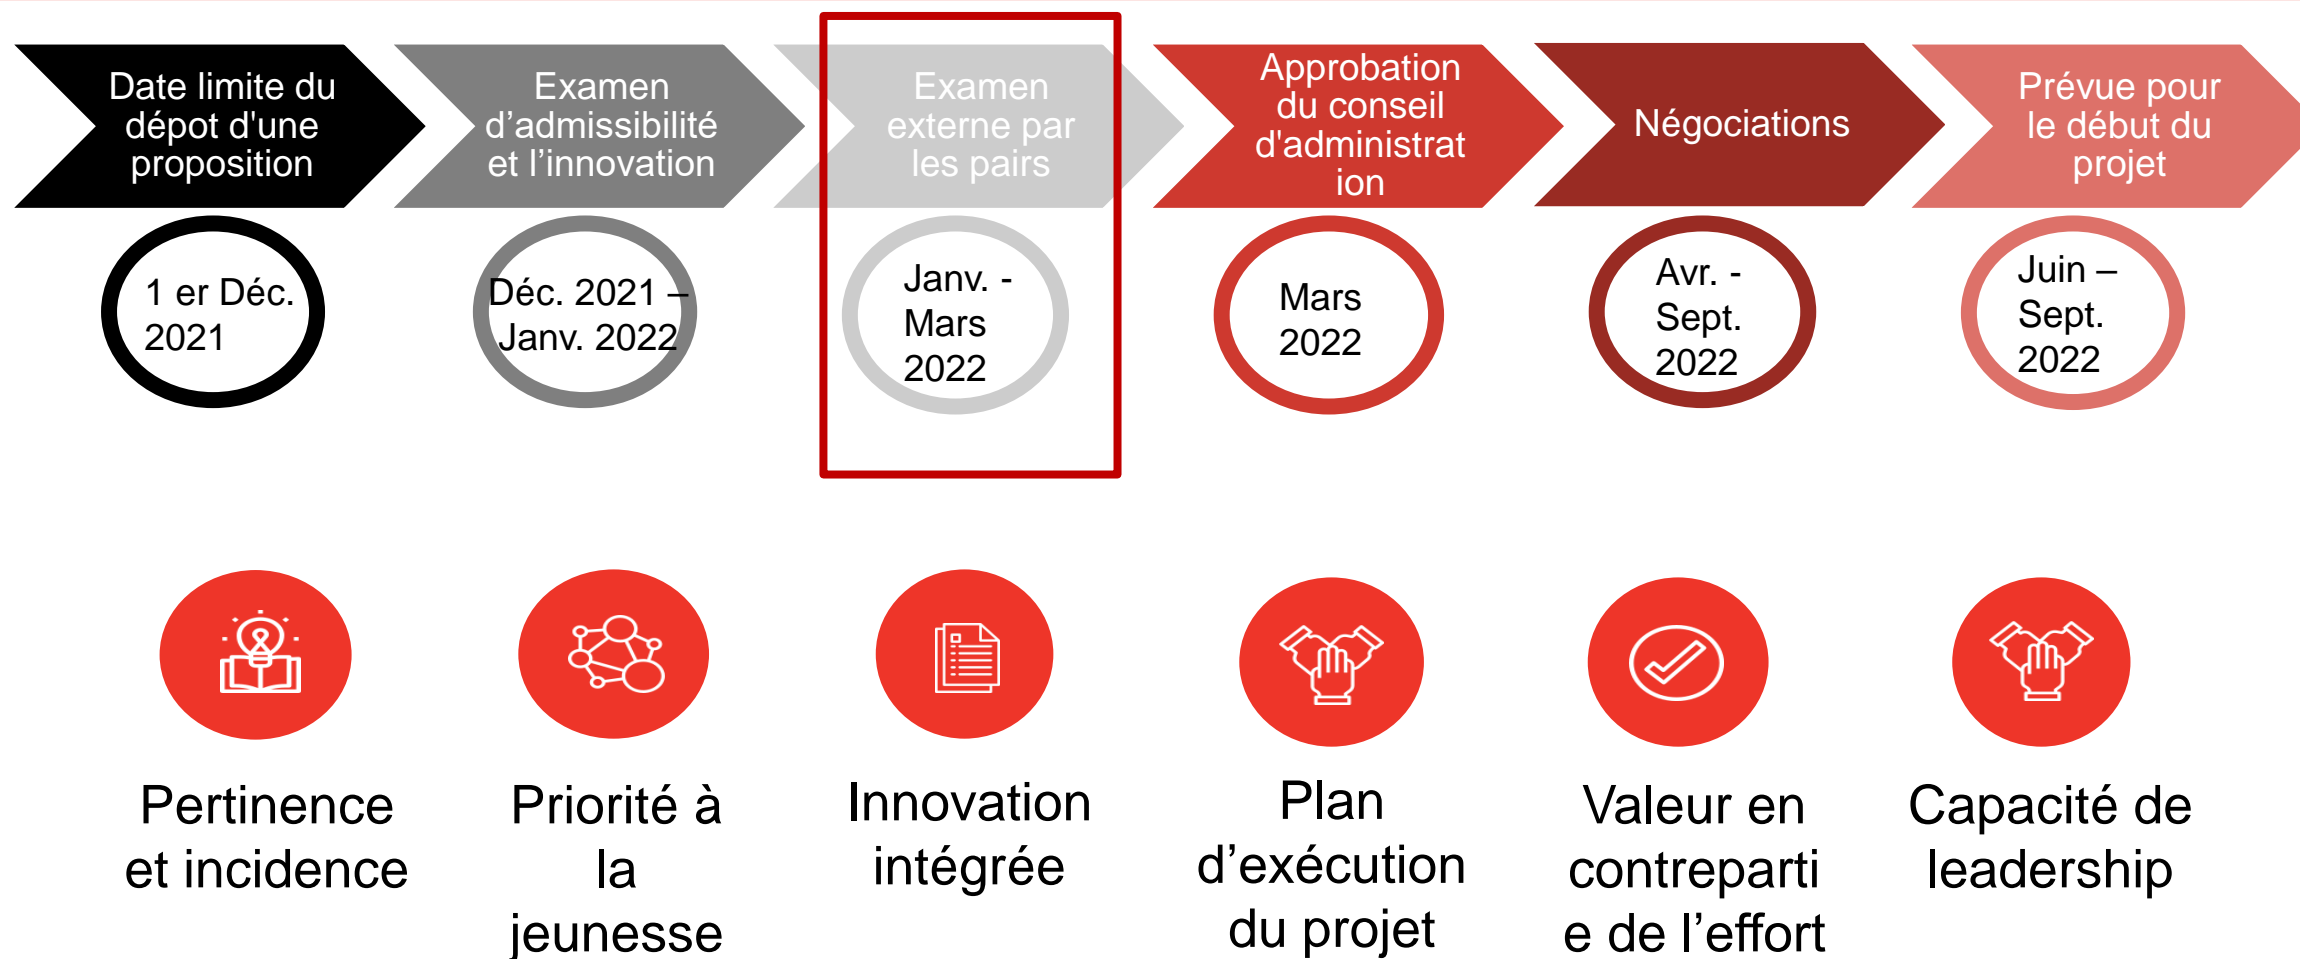 Date limite du
dépot d'une
proposition
Examen
d’admissibilité
et l’innovation
Examen
externe par
les pairs
Approbation
du conseil
d'administrat
ion
Négociations
Prévue pour
le début du
projet
1 er Déc.
2021
Déc. 2021 –
Janv. 2022
Janv. -
Mars
2022
Mars
2022
Avr. -
Sept.
2022
Juin –
Sept.
2022
Pertinence
et incidence
Priorité à
la
jeunesse
Innovation
intégrée
Plan
d’exécution
du projet
Valeur en
contreparti
e de l’effort
Capacité de
leadership